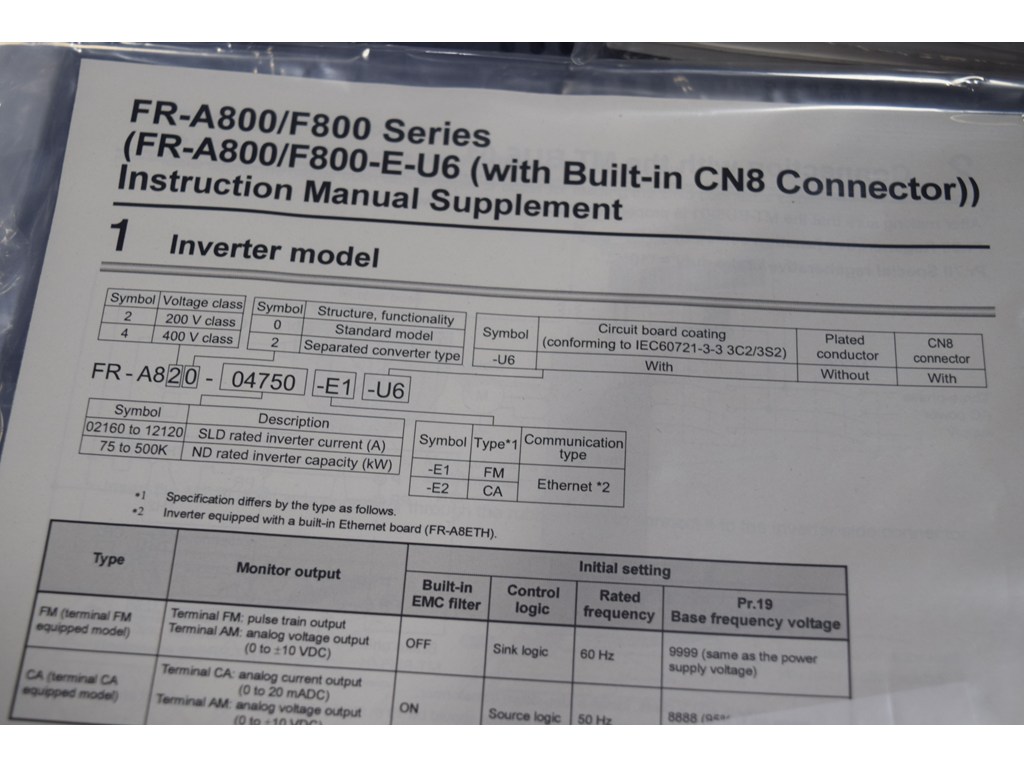 FR-A800/F800 Series
(FR-A800/F800-E-U6 (with Built-in CN8 Connector))
Instruction Manual Supplement
1 Inverter model
Symbol Voltage class
2 200 V class
4 400 V class
Symbol Structure, functionality
0 Standard model
2 Separated converter type
Symbol Circuit board coating (conforming to IEC60721-3-3 3C2/3S2) Plated conductor CN8 connector
-U6 With Without With
FR - A820 - 04750 -E1 -U6
Symbol Description
02160 to 12120 SLD rated inverter current (A)
75 to 500K ND rated inverter capacity (kW)
Symbol Type*1 Communication type
-E1 FM Ethernet *2
-E2 CA
*1 Specification differs by the type as follows.
*2 Inverter equipped with a built-in Ethernet board (FR-A8ETH).
Type Monitor output Initial setting
Built-in EMC filter Control logic Rated frequency Pr.19 Base frequency voltage
FM (terminal FM equipped model) Terminal FM: pulse train output
Terminal AM: analog voltage output
(0 to ±10 VDC) OFF Sink logic 60 Hz 9999 (same as the power supply voltage)
CA (terminal CA equipped model) Terminal CA: analog current output
(0 to 20 mADC)
Terminal AM: analog voltage output
(0 to ±10 VDC) ON Source logic 50 Hz 8888